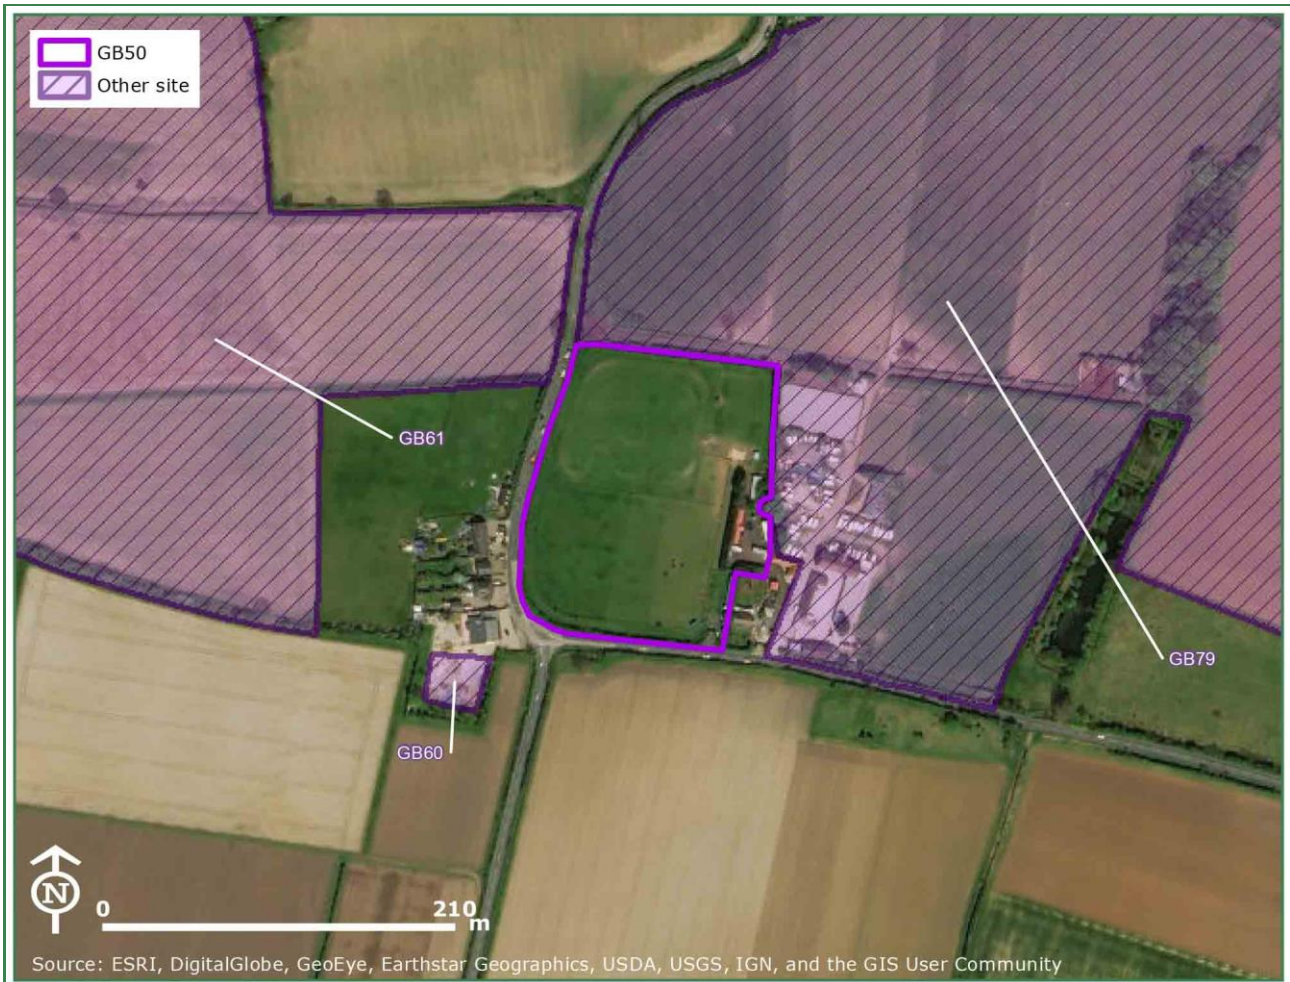 GB50
Other site
GB61
GB79
GB60
N
0 210 m
Source: ESRI, DigitalGlobe, GeoEye, Earthstar Geographics, USDA, USGS, IGN, and the GIS User Community